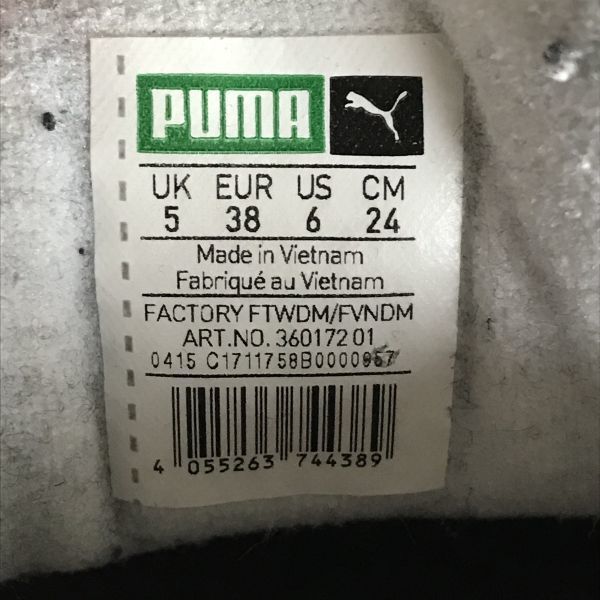 PUMA
UK EUR US CM
5 38 6 24
Made in Vietnam
Fabriqué au Vietnam
FACTORY FTWDM/FVNDM
ART.NO. 360172 01
0415
4 055263 744389